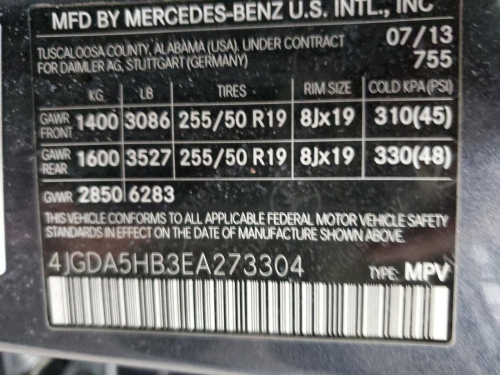 MFD BY MERCEDES-BENZ U.S. INTL., INC
TUSCALOOSA COUNTY, ALABAMA (USA), UNDER CONTRACT 07/13
FOR DAIMLER AG, STUTTGART (GERMANY) 755
KG LB TIRES RIM SIZE COLD KPA (PSI)
GAWR FRONT 1400 3086 255/50 R19 8Jx19 310(45)
GAWR REAR 1600 3527 255/50 R19 8Jx19 330(48)
GVWR 2850 6283
THIS VEHICLE CONFORMS TO ALL APPLICABLE FEDERAL MOTOR VEHICLE SAFETY
STANDARDS IN EFFECT ON THE DATE OF MANUFACTURE SHOWN ABOVE.
4JGDA5HB3EA273304 TYPE: MPV